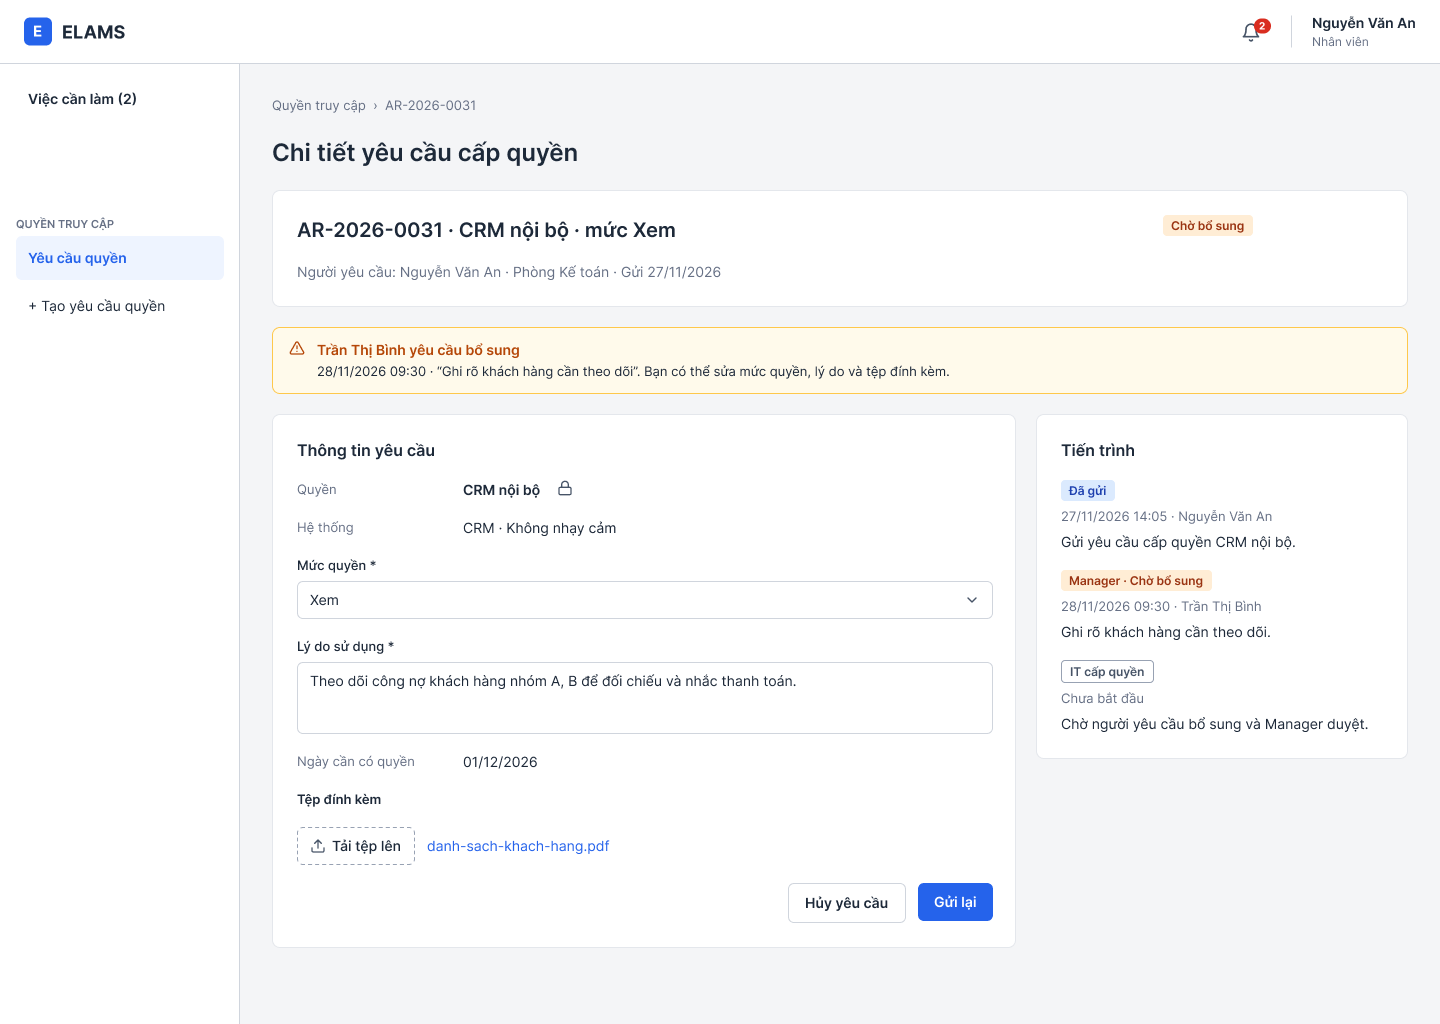 E ELAMS
2
Nguyễn Văn An
Nhân viên
Việc cần làm (2)
QUYỀN TRUY CẬP
Yêu cầu quyền
+ Tạo yêu cầu quyền
Quyền truy cập › AR-2026-0031
Chi tiết yêu cầu cấp quyền
AR-2026-0031 · CRM nội bộ · mức Xem
Chờ bổ sung
Người yêu cầu: Nguyễn Văn An · Phòng Kế toán · Gửi 27/11/2026
Trần Thị Bình yêu cầu bổ sung
28/11/2026 09:30 · “Ghi rõ khách hàng cần theo dõi”. Bạn có thể sửa mức quyền, lý do và tệp đính kèm.
Thông tin yêu cầu
Quyền CRM nội bộ
Hệ thống CRM · Không nhạy cảm
Mức quyền *
Xem
Lý do sử dụng *
Theo dõi công nợ khách hàng nhóm A, B để đối chiếu và nhắc thanh toán.
Ngày cần có quyền 01/12/2026
Tệp đính kèm
Tải tệp lên danh-sach-khach-hang.pdf
Hủy yêu cầu Gửi lại
Tiến trình
Đã gửi
27/11/2026 14:05 · Nguyễn Văn An
Gửi yêu cầu cấp quyền CRM nội bộ.
Manager · Chờ bổ sung
28/11/2026 09:30 · Trần Thị Bình
Ghi rõ khách hàng cần theo dõi.
IT cấp quyền
Chưa bắt đầu
Chờ người yêu cầu bổ sung và Manager duyệt.